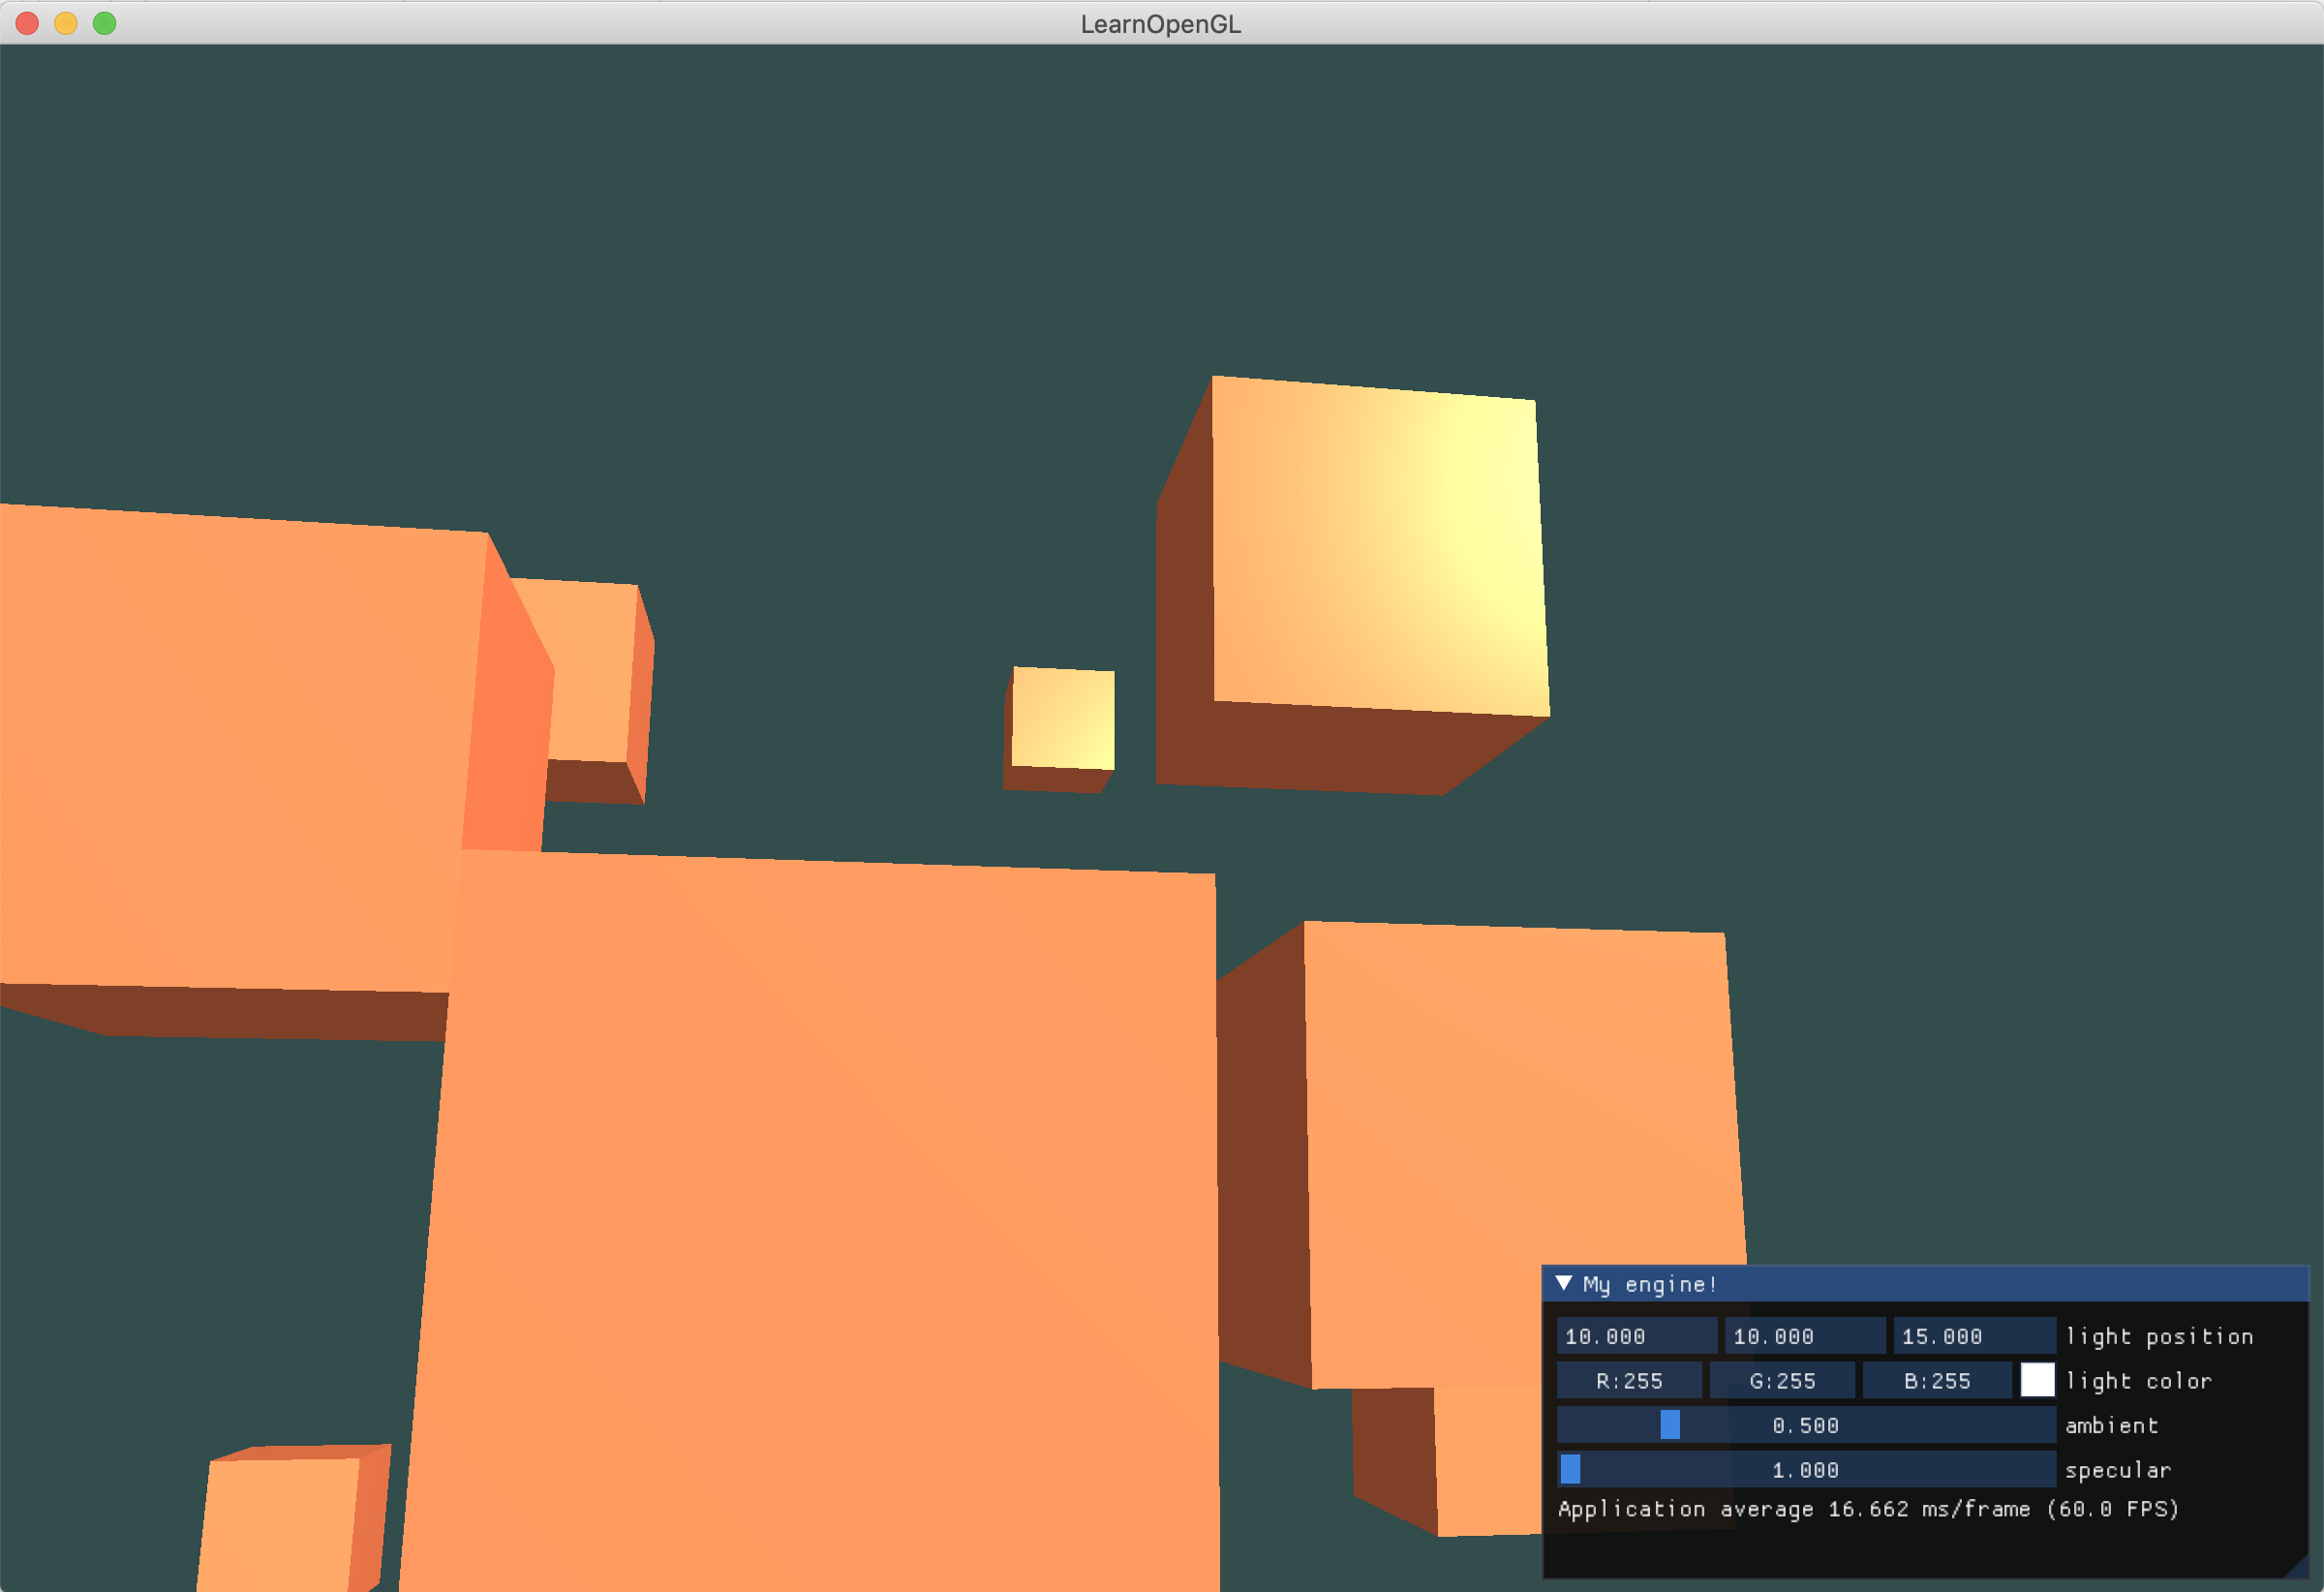 LearnOpenGL
My engine!
10.000 10.000 15.000 light position
R:255 G:255 B:255 light color
0.500 ambient
1.000 specular
Application average 16.662 ms/frame (60.0 FPS)